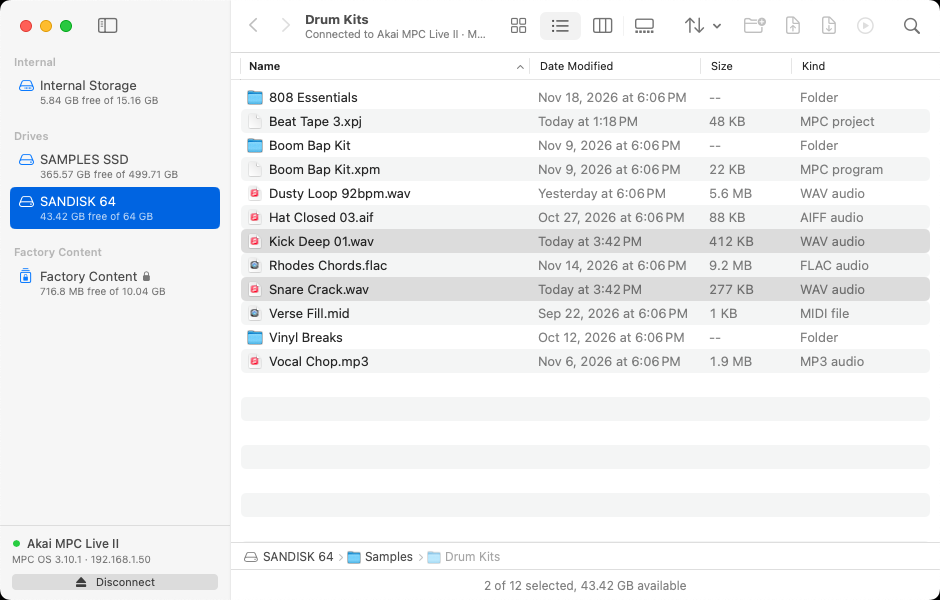 Drum Kits
Connected to Akai MPC Live II · M...
Internal
Internal Storage
5.84 GB free of 15.16 GB
Drives
SAMPLES SSD
365.57 GB free of 499.71 GB
SANDISK 64
43.42 GB free of 64 GB
Factory Content
Factory Content
716.8 MB free of 10.04 GB
Akai MPC Live II
MPC OS 3.10.1 · 192.168.1.50
Disconnect
Name Date Modified Size Kind
808 Essentials Nov 18, 2026 at 6:06 PM -- Folder
Beat Tape 3.xpj Today at 1:18 PM 48 KB MPC project
Boom Bap Kit Nov 9, 2026 at 6:06 PM -- Folder
Boom Bap Kit.xpm Nov 9, 2026 at 6:06 PM 22 KB MPC program
Dusty Loop 92bpm.wav Yesterday at 6:06 PM 5.6 MB WAV audio
Hat Closed 03.aif Oct 27, 2026 at 6:06 PM 88 KB AIFF audio
Kick Deep 01.wav Today at 3:42 PM 412 KB WAV audio
Rhodes Chords.flac Nov 14, 2026 at 6:06 PM 9.2 MB FLAC audio
Snare Crack.wav Today at 3:42 PM 277 KB WAV audio
Verse Fill.mid Sep 22, 2026 at 6:06 PM 1 KB MIDI file
Vinyl Breaks Oct 12, 2026 at 6:06 PM -- Folder
Vocal Chop.mp3 Nov 6, 2026 at 6:06 PM 1.9 MB MP3 audio
SANDISK 64 › Samples › Drum Kits
2 of 12 selected, 43.42 GB available